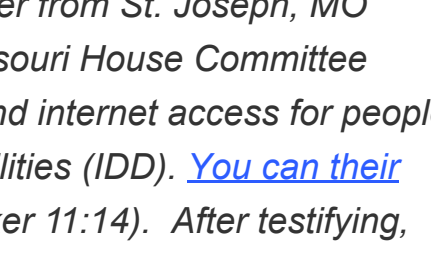 er from St. Joseph, MO
souri House Committee
nd internet access for peopl
lities (IDD). You can their
ker 11:14).  After testifying,